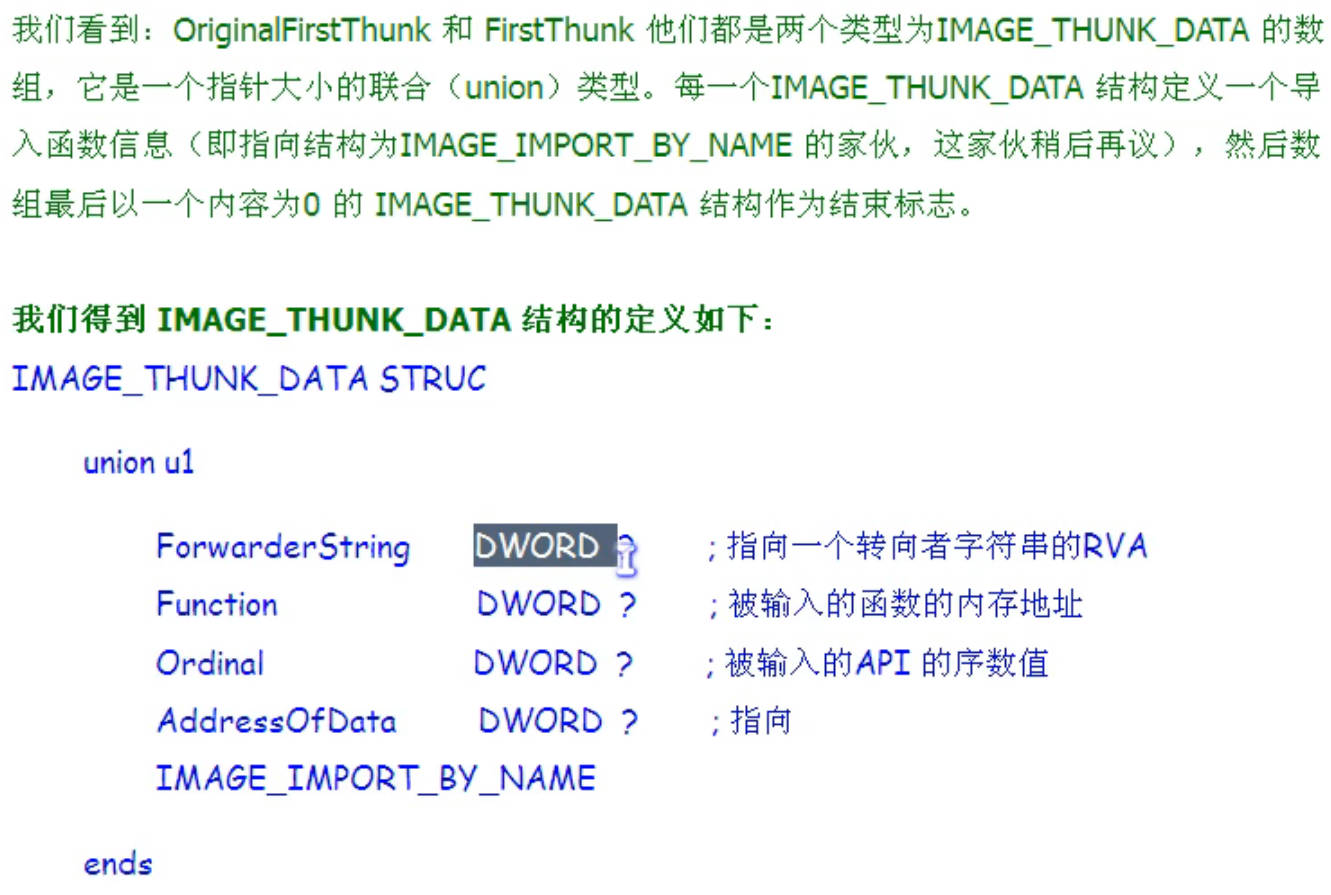 我们看到：OriginalFirstThunk 和 FirstThunk 他们都是两个类型为IMAGE_THUNK_DATA 的数
组，它是一个指针大小的联合（union）类型。每一个IMAGE_THUNK_DATA 结构定义一个导
入函数信息（即指向结构为IMAGE_IMPORT_BY_NAME 的家伙，这家伙稍后再议），然后数
组最后以一个内容为0 的 IMAGE_THUNK_DATA 结构作为结束标志。
我们得到 IMAGE_THUNK_DATA 结构的定义如下：
IMAGE_THUNK_DATA STRUC
union u1
ForwarderString DWORD ? ; 指向一个转向者字符串的RVA
Function DWORD ? ; 被输入的函数的内存地址
Ordinal DWORD ? ; 被输入的API 的序数值
AddressOfData DWORD ? ; 指向
IMAGE_IMPORT_BY_NAME
ends